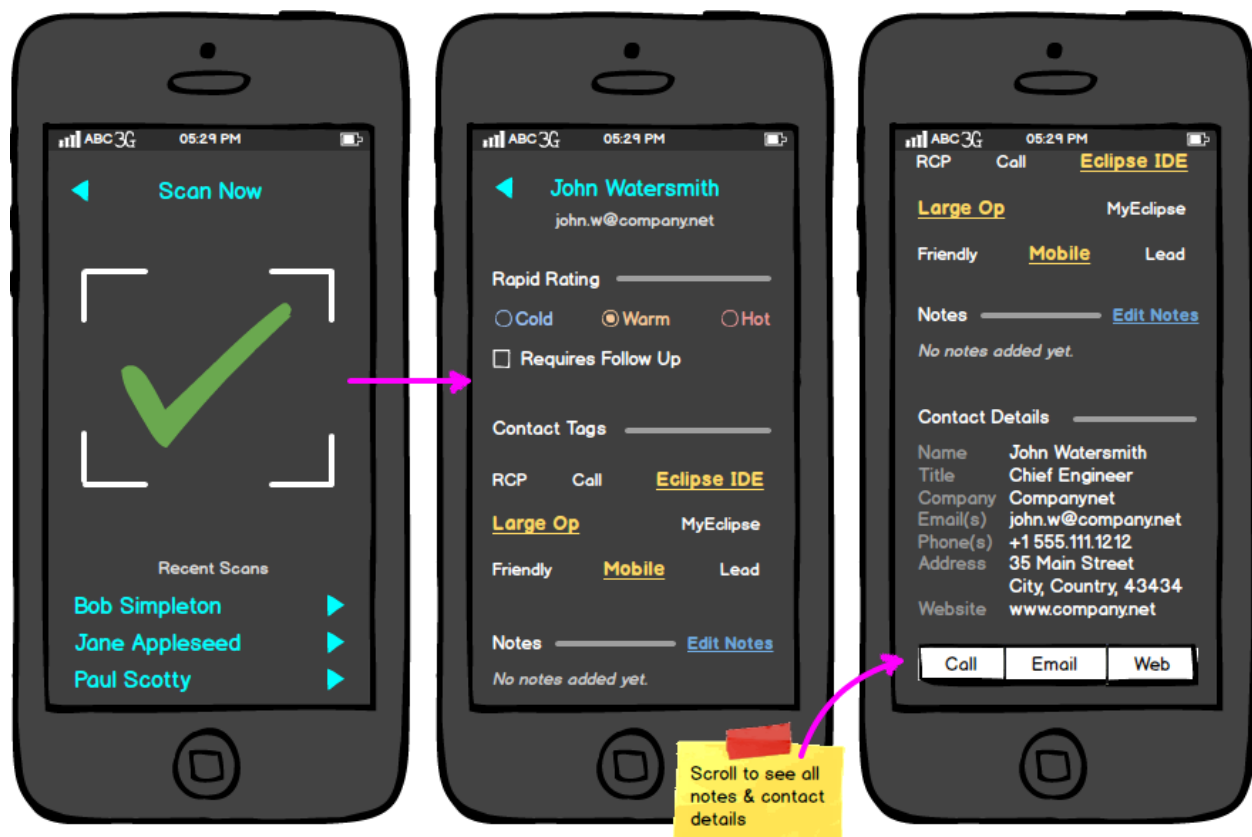 ABC 3G 05:29 PM
Scan Now
Recent Scans
Bob Simpleton
Jane Appleseed
Paul Scotty
ABC 3G 05:29 PM
John Watersmith
john.w@company.net
Rapid Rating
Cold Warm Hot
Requires Follow Up
Contact Tags
RCP Call Eclipse IDE
Large Op MyEclipse
Friendly Mobile Lead
Notes Edit Notes
No notes added yet.
ABC 3G 05:29 PM
RCP Call Eclipse IDE
Large Op MyEclipse
Friendly Mobile Lead
Notes Edit Notes
No notes added yet.
Contact Details
Name John Watersmith
Title Chief Engineer
Company Companynet
Email(s) john.w@company.net
Phone(s) +1 555.111.1212
Address 35 Main Street
City, Country, 43434
Website www.company.net
Call Email Web
Scroll to see all
notes & contact
details